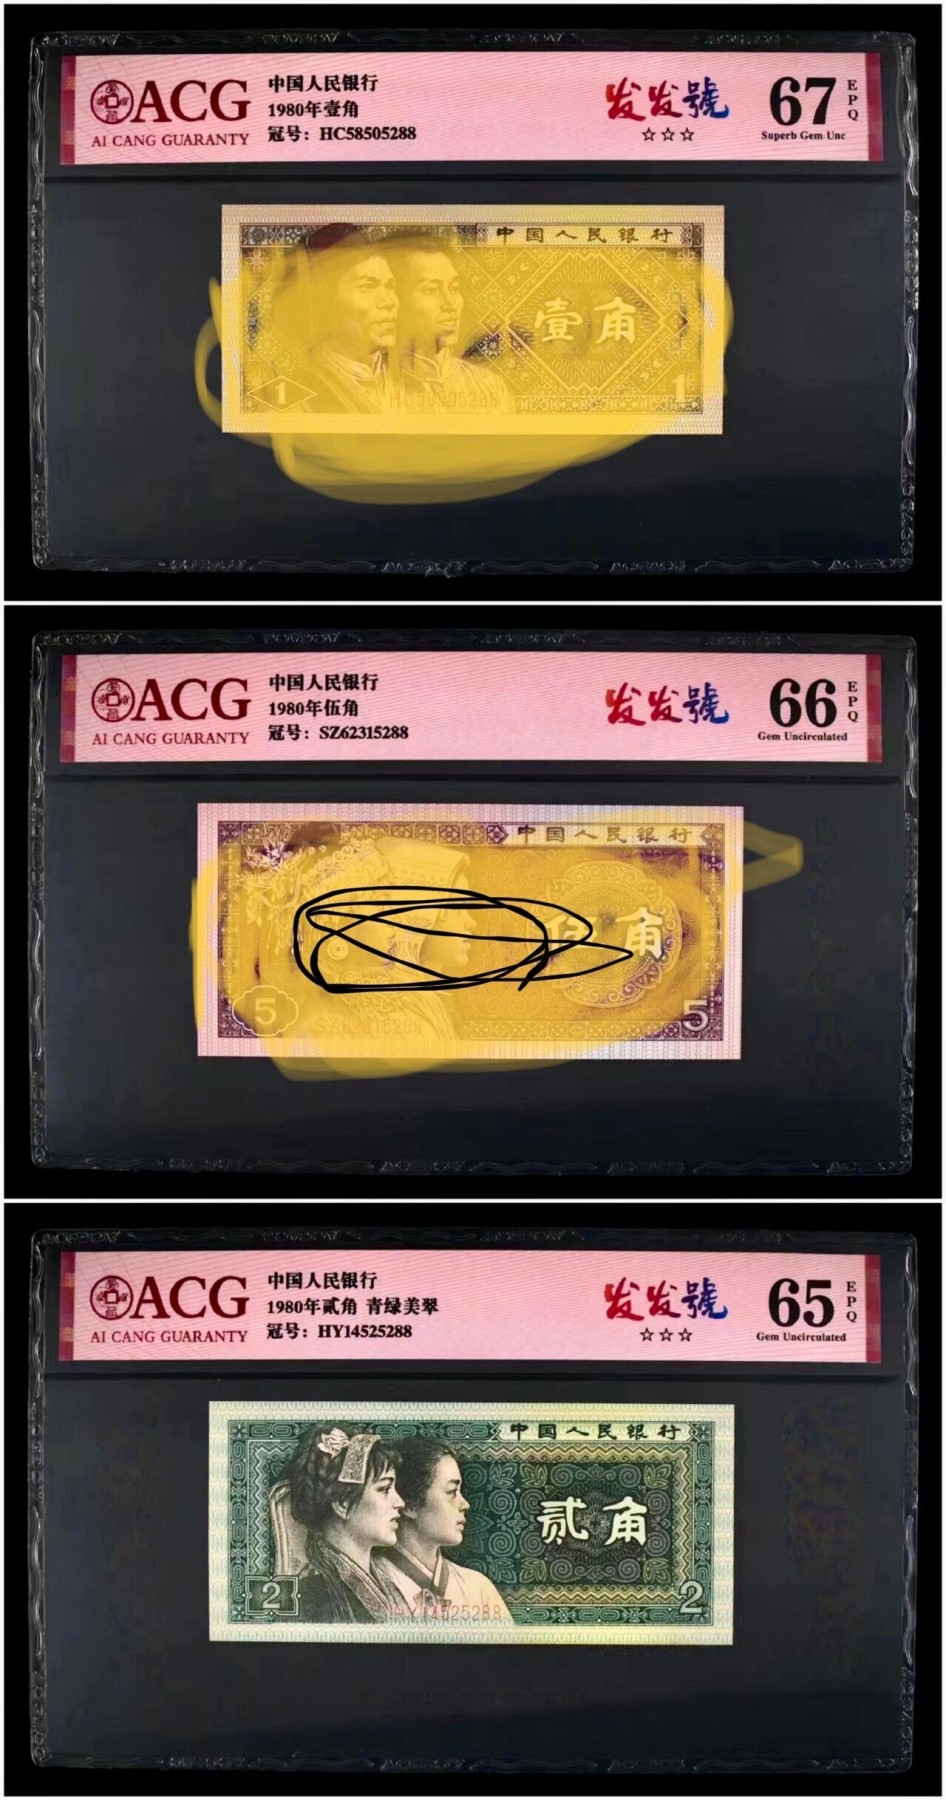 ACG
AI CANG GUARANTY
中国人民银行
1980年壹角
冠号：HC58505288
发发號
☆☆☆
67
EPQ
Superb Gem Unc
中国人民银行
壹角
1
1
HC58505288
ACG
AI CANG GUARANTY
中国人民银行
1980年伍角
冠号：SZ62315288
发发號
66
EPQ
Gem Uncirculated
中国人民银行
伍角
5
5
SZ62315288
ACG
AI CANG GUARANTY
中国人民银行
1980年贰角 青绿美翠
冠号：HY14525288
发发號
☆☆☆
65
EPQ
Gem Uncirculated
中国人民银行
贰角
2
2
HY14525288